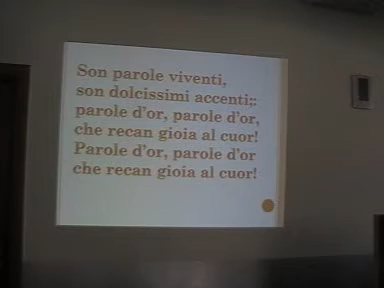 Son parole viventi,
son dolcissimi accenti;:
parole d'or, parole d'or,
che recan gioia al cuor!
Parole d'or, parole d'or
che recan gioia al cuor!